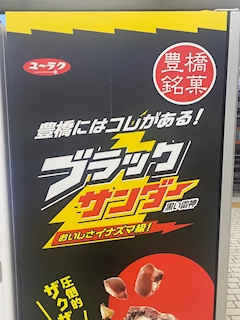 ユーラク
豊橋
銘菓
豊橋にはコレがある!
ブラック
サンダー
黒い雷神
おいしさイナズマ級!
圧倒的
ザクザ